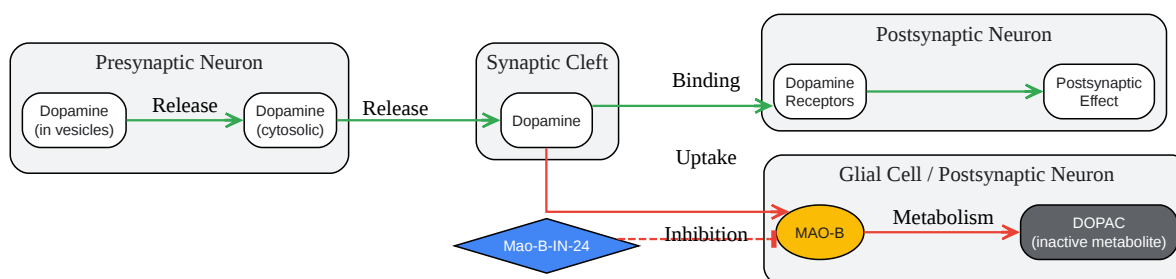 Presynaptic Neuron
Dopamine
(in vesicles)
Release
Dopamine
(cytosolic)
Release
Synaptic Cleft
Dopamine
Binding
Postsynaptic Neuron
Dopamine
Receptors
Postsynaptic
Effect
Uptake
Glial Cell / Postsynaptic Neuron
Mao-B-IN-24
Inhibition
MAO-B
Metabolism
DOPAC
(inactive metabolite)